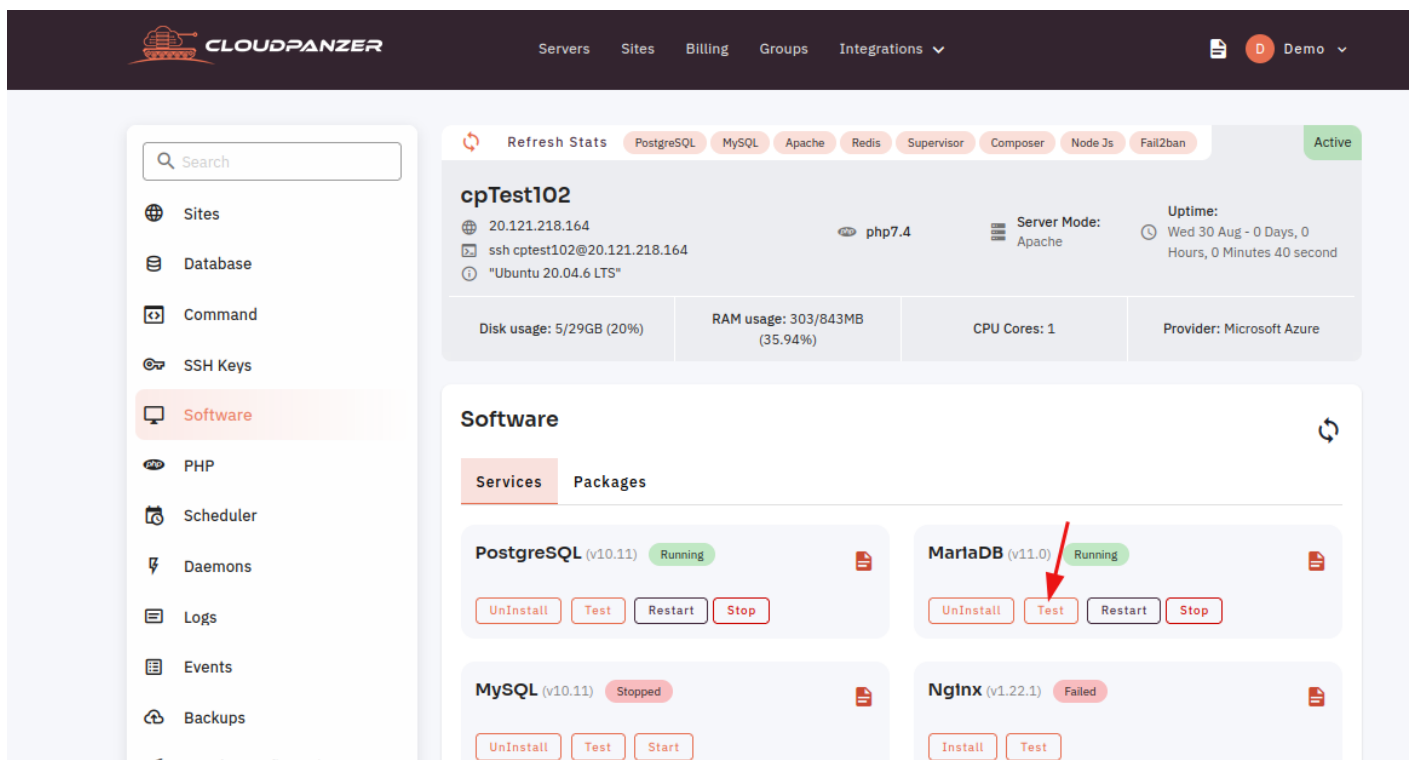 CLOUDPANZER
Servers Sites Billing Groups Integrations
D Demo
Search
Sites
Database
Command
SSH Keys
Software
PHP
Scheduler
Daemons
Logs
Events
Backups
Refresh Stats PostgreSQL MySQL Apache Redis Supervisor Composer Node Js Fail2ban Active
cpTest102
20.121.218.164
ssh cptest102@20.121.218.164
"Ubuntu 20.04.6 LTS"
php php7.4
Server Mode:
Apache
Uptime:
Wed 30 Aug - 0 Days, 0
Hours, 0 Minutes 40 second
Disk usage: 5/29GB (20%)
RAM usage: 303/843MB
(35.94%)
CPU Cores: 1
Provider: Microsoft Azure
Software
Services Packages
PostgreSQL (v10.11) Running
UnInstall Test Restart Stop
MariaDB (v11.0) Running
UnInstall Test Restart Stop
MySQL (v10.11) Stopped
UnInstall Test Start
Nginx (v1.22.1) Failed
Install Test